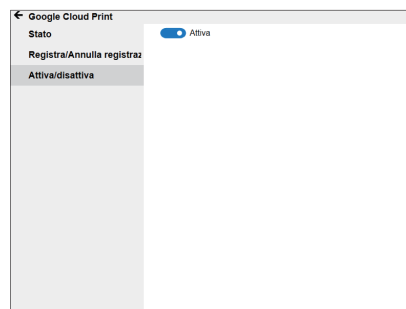 Google Cloud Print
Stato
Attiva
Registra/Annulla registraz
Attiva/disattiva